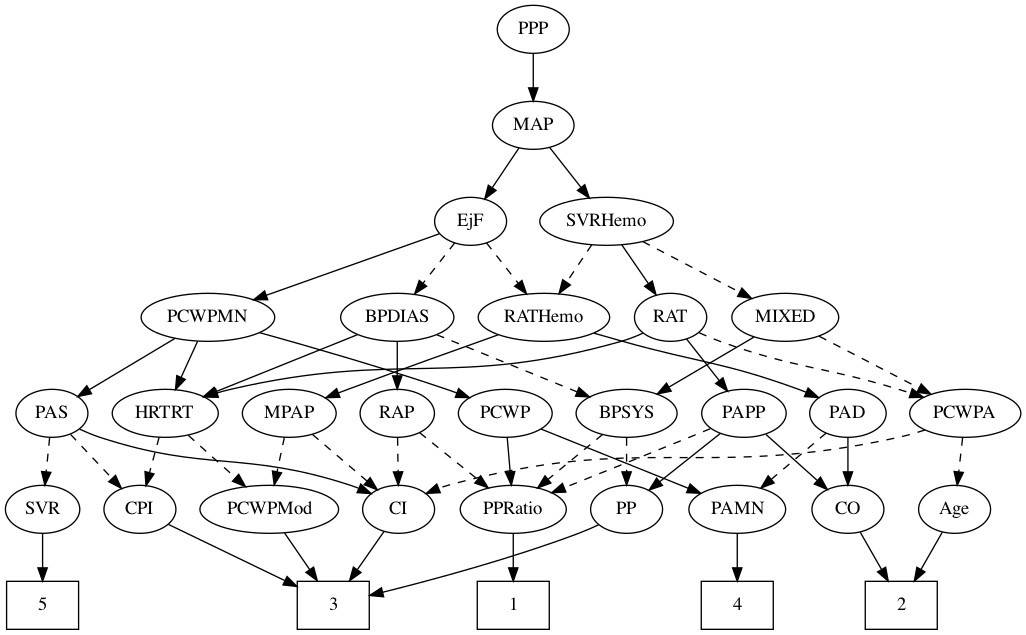 PPP
MAP
EjF
SVRHemo
PCWPMN
BPDIAS
RATHemo
RAT
MIXED
PAS
HRTRT
MPAP
RAP
PCWP
BPSYS
PAPP
PAD
PCWPA
SVR
CPI
PCWPMod
CI
PPRatio
PP
PAMN
CO
Age
5
3
1
4
2